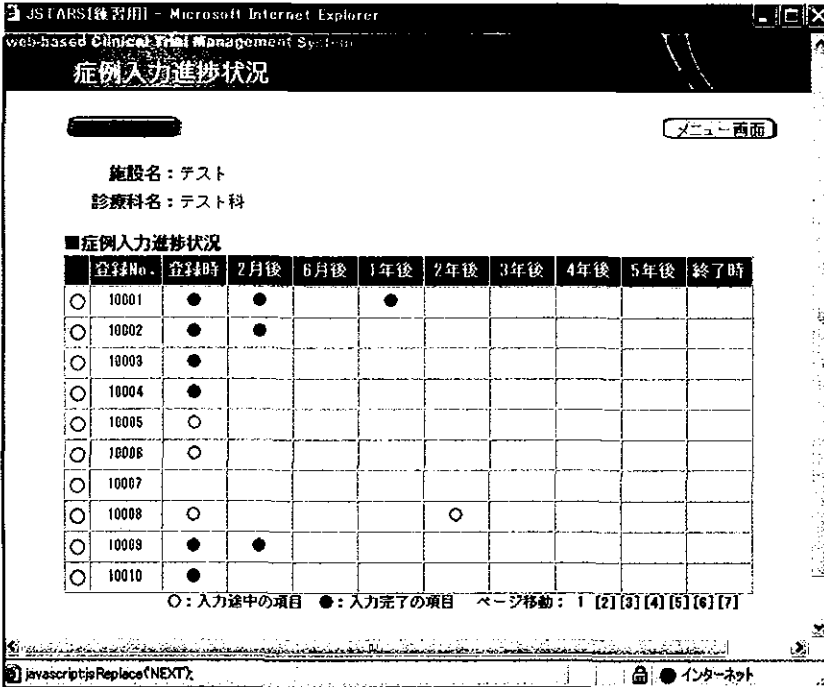 JSTARS[練習用] - Microsoft Internet Explorer
web-based Clinical Trial Management System
症例入力進捗状況
メニュー画面
施設名：テスト
診療科名：テスト科
■症例入力進捗状況
登録No. 登録時 2月後 6月後 1年後 2年後 3年後 4年後 5年後 終了時
○ 10001 ● ● ●
○ 10002 ● ●
○ 10003 ●
○ 10004 ●
○ 10005 ○
○ 10006 ○
○ 10007
○ 10008 ○ ○
○ 10009 ● ●
○ 10010 ●
○：入力途中の項目 ●：入力完了の項目 ページ移動： 1 [2][3][4][5][6][7]
javascript:jsReplace('NEXT');
インターネット